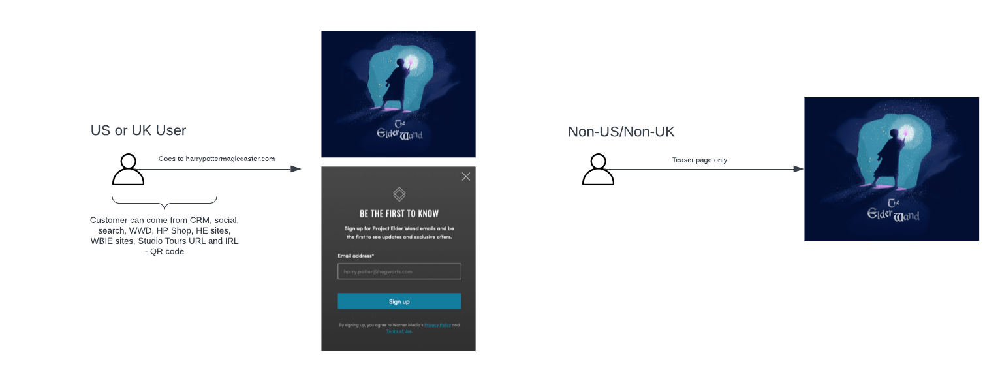 US or UK User
Goes to harrypottermagiccaster.com
Customer can come from CRM, social,
search, WWD, HP Shop, HE sites,
WBIE sites, Studio Tours URL and IRL
- QR code
The
Elder Wand
BE THE FIRST TO KNOW
Sign up for Project Elder Wand emails and be
the first to see updates and exclusive offers.
Email address*
harry.potter@hogwarts.com
Sign up
By signing up, you agree to Warner Media's Privacy Policy and
Terms of Use.
Non-US/Non-UK
Teaser page only
The
Elder Wand